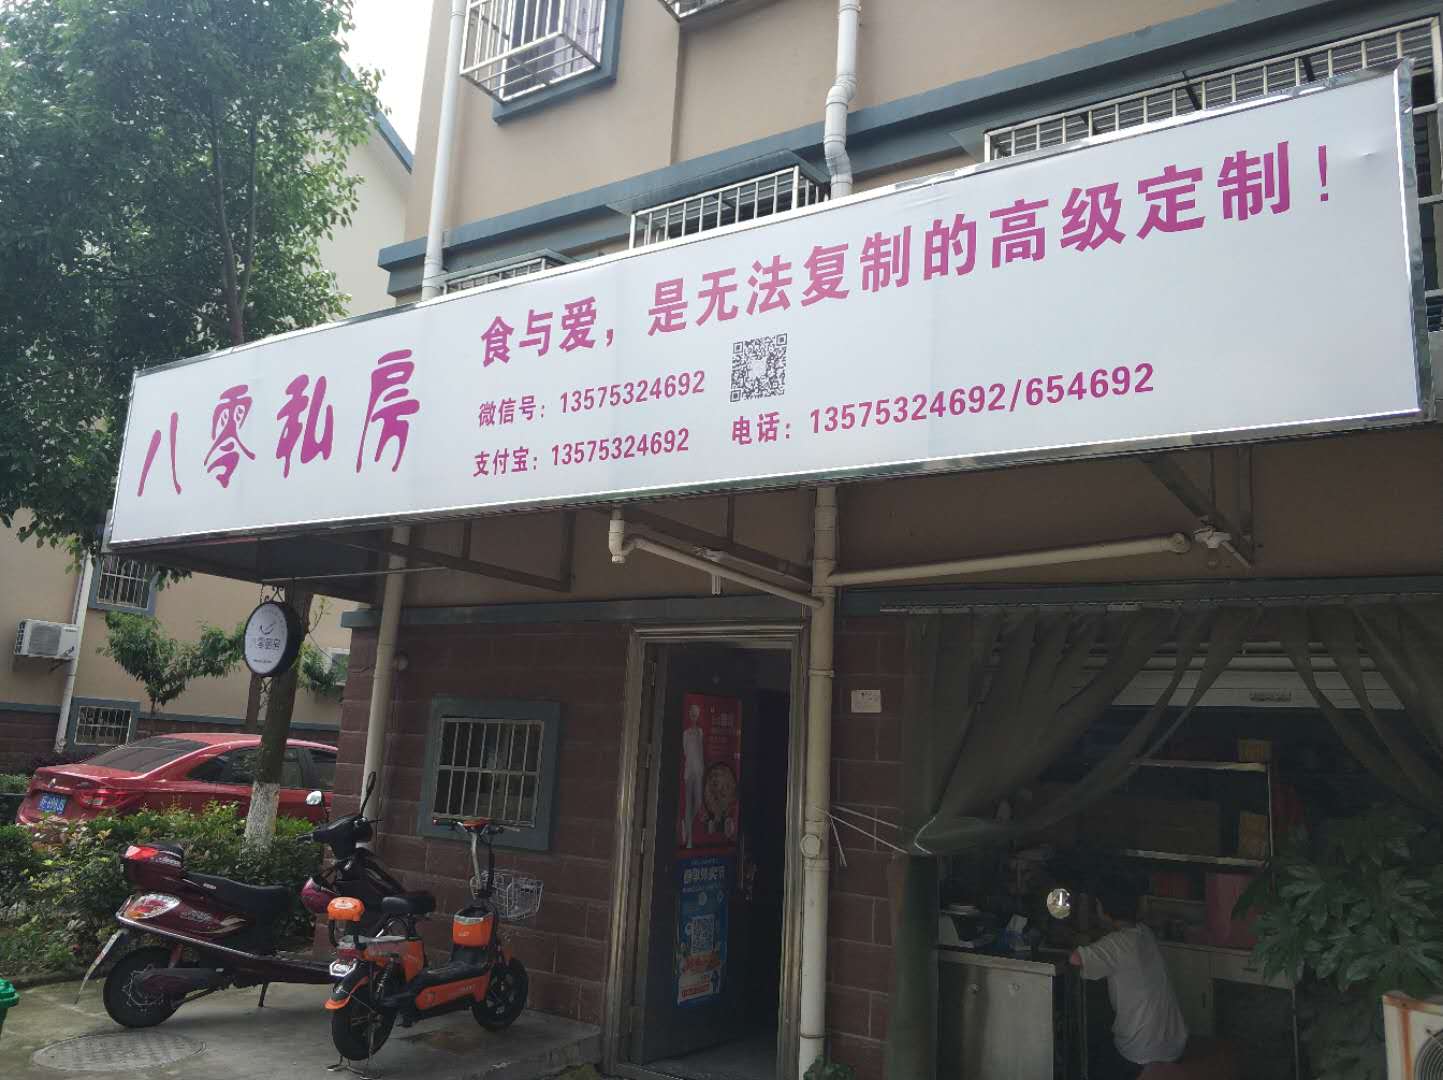 八零私房
食与爱，是无法复制的高级定制！
微信号：13575324692
支付宝：13575324692
电话：13575324692/654692